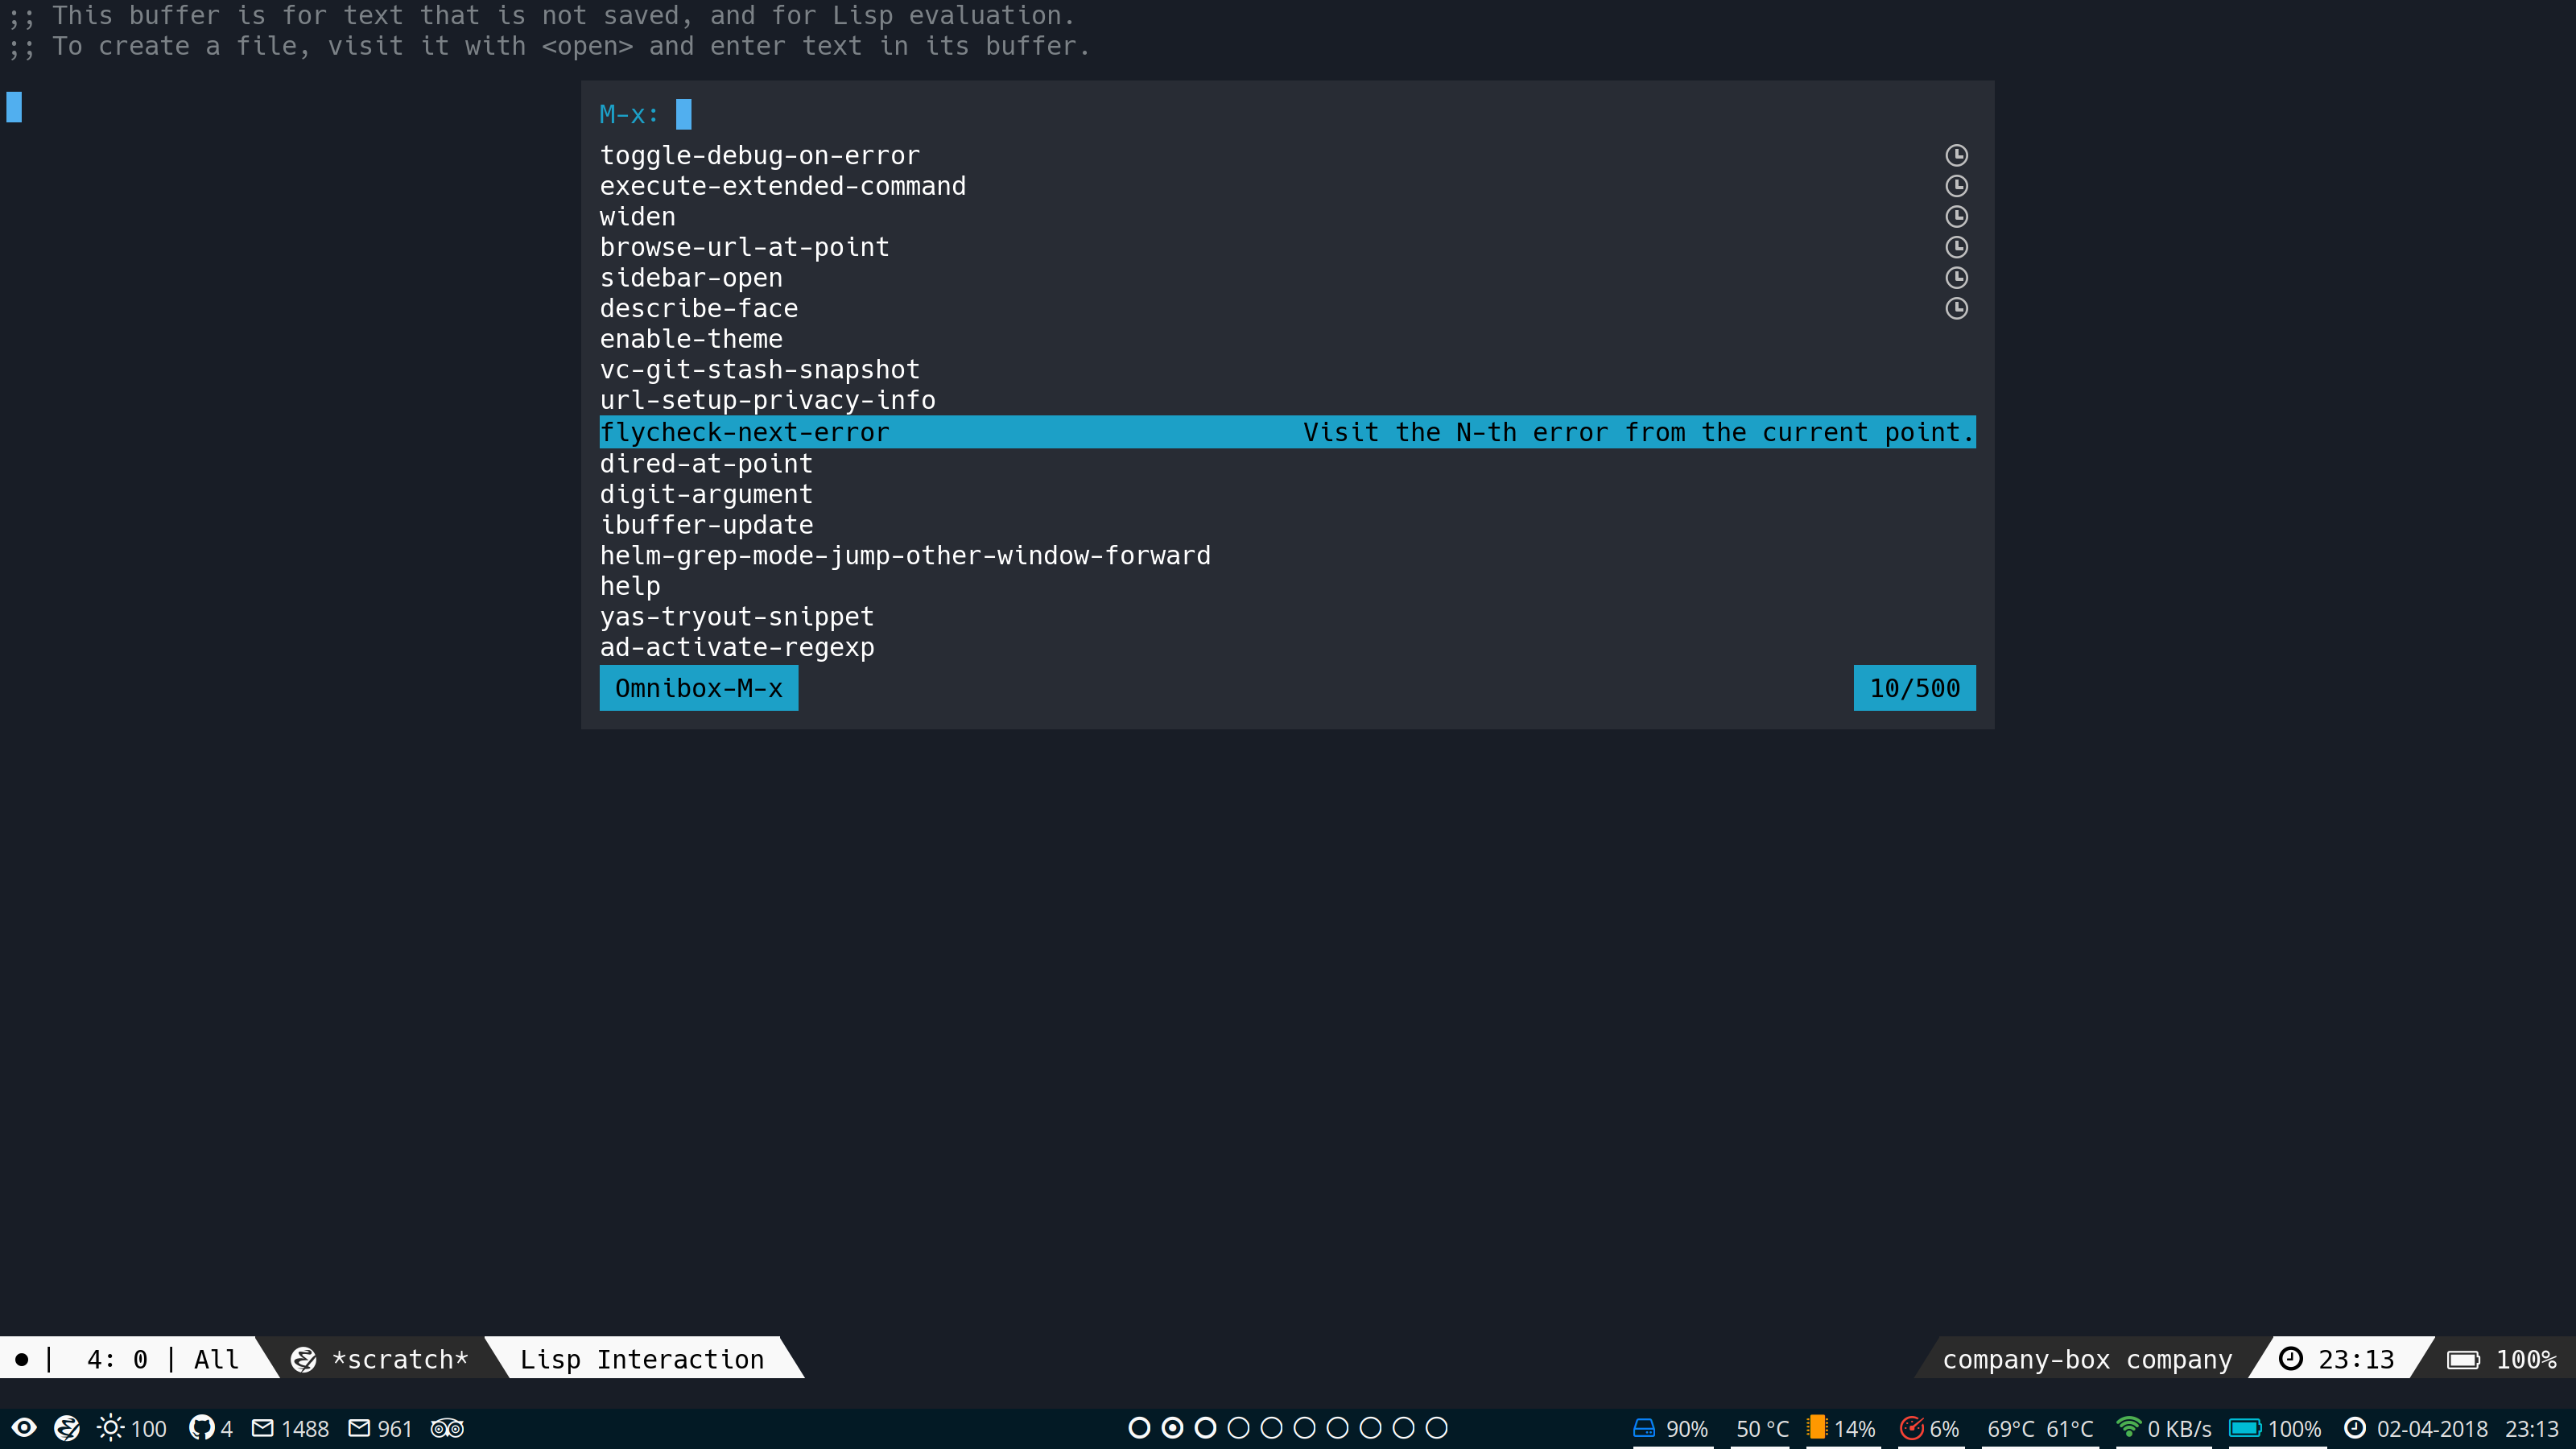 ;; This buffer is for text that is not saved, and for Lisp evaluation.
;; To create a file, visit it with <open> and enter text in its buffer.
M-x:
toggle-debug-on-error
execute-extended-command
widen
browse-url-at-point
sidebar-open
describe-face
enable-theme
vc-git-stash-snapshot
url-setup-privacy-info
flycheck-next-error Visit the N-th error from the current point.
dired-at-point
digit-argument
ibuffer-update
helm-grep-mode-jump-other-window-forward
help
yas-tryout-snippet
ad-activate-regexp
Omnibox-M-x 10/500
● | 4: 0 | All *scratch* Lisp Interaction company-box company 23:13 100%
100 4 1488 961 90% 50 °C 14% 6% 69°C 61°C 0 KB/s 100% 02-04-2018 23:13